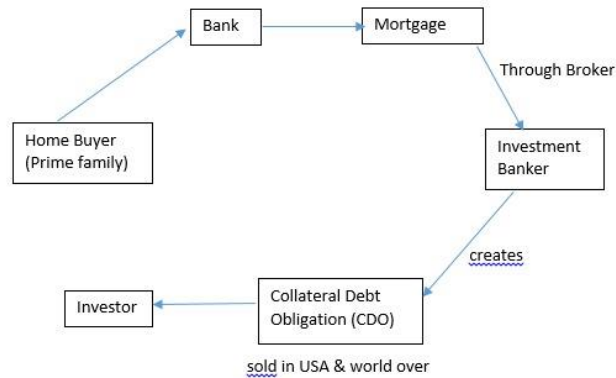 Bank
Mortgage
Through Broker
Home Buyer
(Prime family)
Investment
Banker
creates
Collateral Debt
Obligation (CDO)
Investor
sold in USA & world over